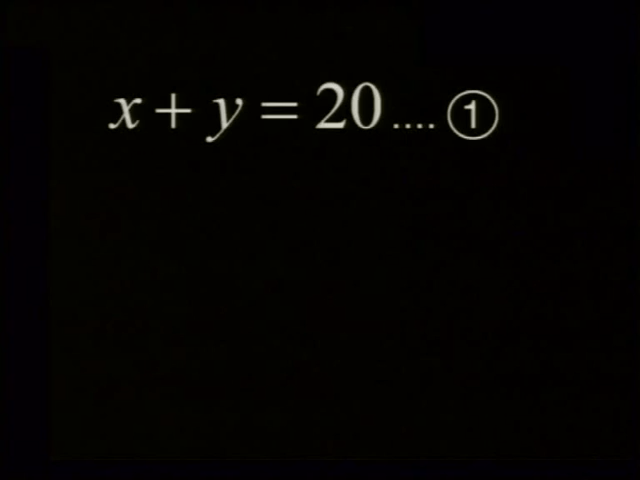 x + y = 20 .... ①